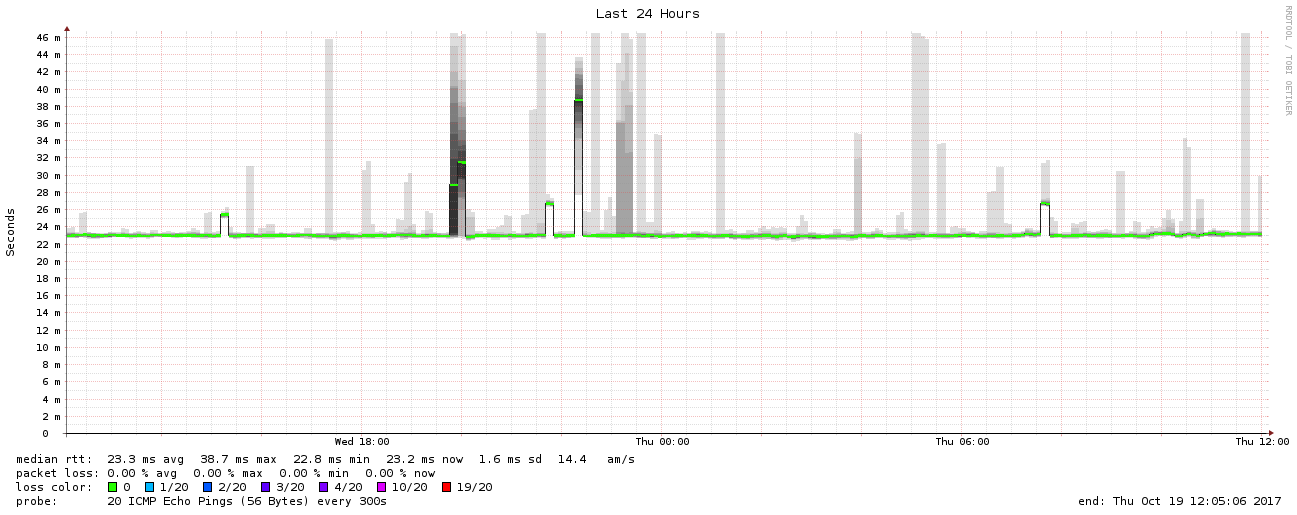 Last 24 Hours
RRDTOOL / TOBI OETIKER
Seconds
46 m
44 m
42 m
40 m
38 m
36 m
34 m
32 m
30 m
28 m
26 m
24 m
22 m
20 m
18 m
16 m
14 m
12 m
10 m
8 m
6 m
4 m
2 m
0
Wed 18:00 Thu 00:00 Thu 06:00 Thu 12:00
median rtt: 23.3 ms avg 38.7 ms max 22.8 ms min 23.2 ms now 1.6 ms sd 14.4 am/s
packet loss: 0.00 % avg 0.00 % max 0.00 % min 0.00 % now
loss color: 0 1/20 2/20 3/20 4/20 10/20 19/20
probe: 20 ICMP Echo Pings (56 Bytes) every 300s end: Thu Oct 19 12:05:06 2017